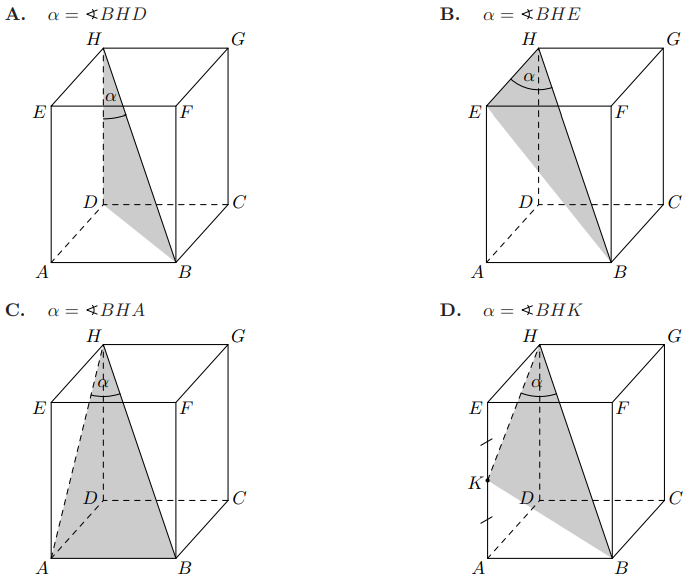 A. α = ∢BHD
H G
α
E F
D C
A B
B. α = ∢BHE
H G
α
E F
D C
A B
C. α = ∢BHA
H G
α
E F
D C
A B
D. α = ∢BHK
H G
α
E F
K
D C
A B